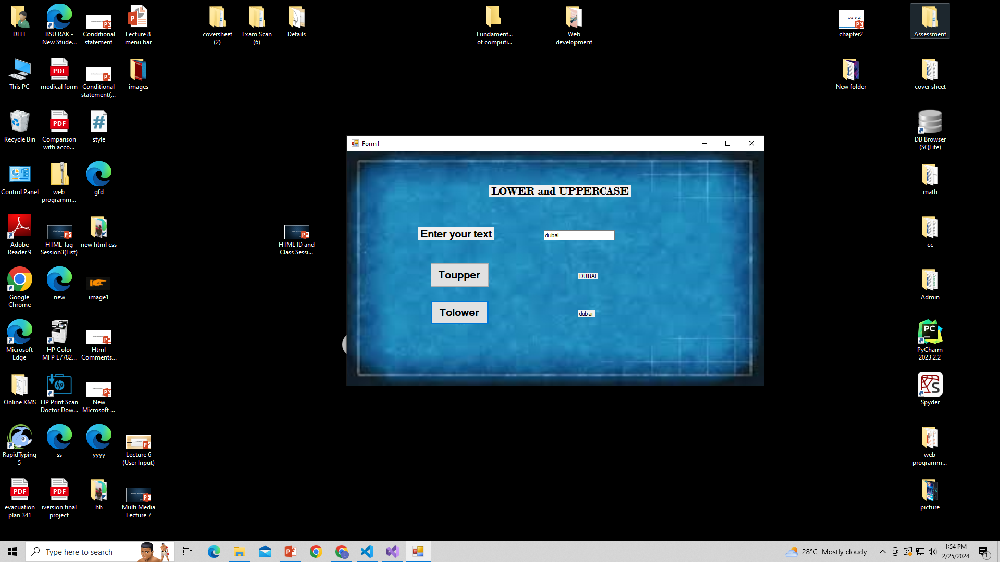 DELL
BSU RAK -
New Stude...
Conditional
statement
Lecture 8
menu bar
coversheet
(2)
Exam Scan
(6)
Details
Fundament...
of computi...
Web
development
chapter2
Assessment
This PC
PDF
medical form
Conditional
statement(...
images
New folder
cover sheet
Recycle Bin
PDF
Comparison
with acco...
style
DB Browser
(SQLite)
Control Panel
web
programm...
gfd
math
Adobe
Reader 9
HTML Tag
Session3(List)
new html css
HTML ID and
Class Sessi...
cc
Google
Chrome
new
image1
Admin
Microsoft
Edge
HP Color
MFP E7782...
Html
Comments...
PC
PyCharm
2023.2.2
Online KMS
HP Print Scan
Doctor Dow...
New
Microsoft ...
Spyder
RapidTyping
5
ss
yyyy
Lecture 6
(User Input)
web
programm...
PDF
evacuation
plan 341
PDF
iversion final
project
hh
Multi Media
Lecture 7
picture
Form1
LOWER and UPPERCASE
Enter your text
dubai
Toupper
DUBAI
Tolower
dubai
Type here to search
28°C Mostly cloudy
1:54 PM
2/25/2024
1